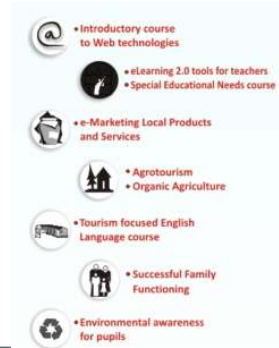 • Introductory course
to Web technologies
• eLearning 2.0 tools for teachers
• Special Educational Needs course
• e-Marketing Local Products
and Services
• Agrotourism
• Organic Agriculture
• Tourism focused English
Language course
• Successful Family
Functioning
• Environmental awareness
for pupils